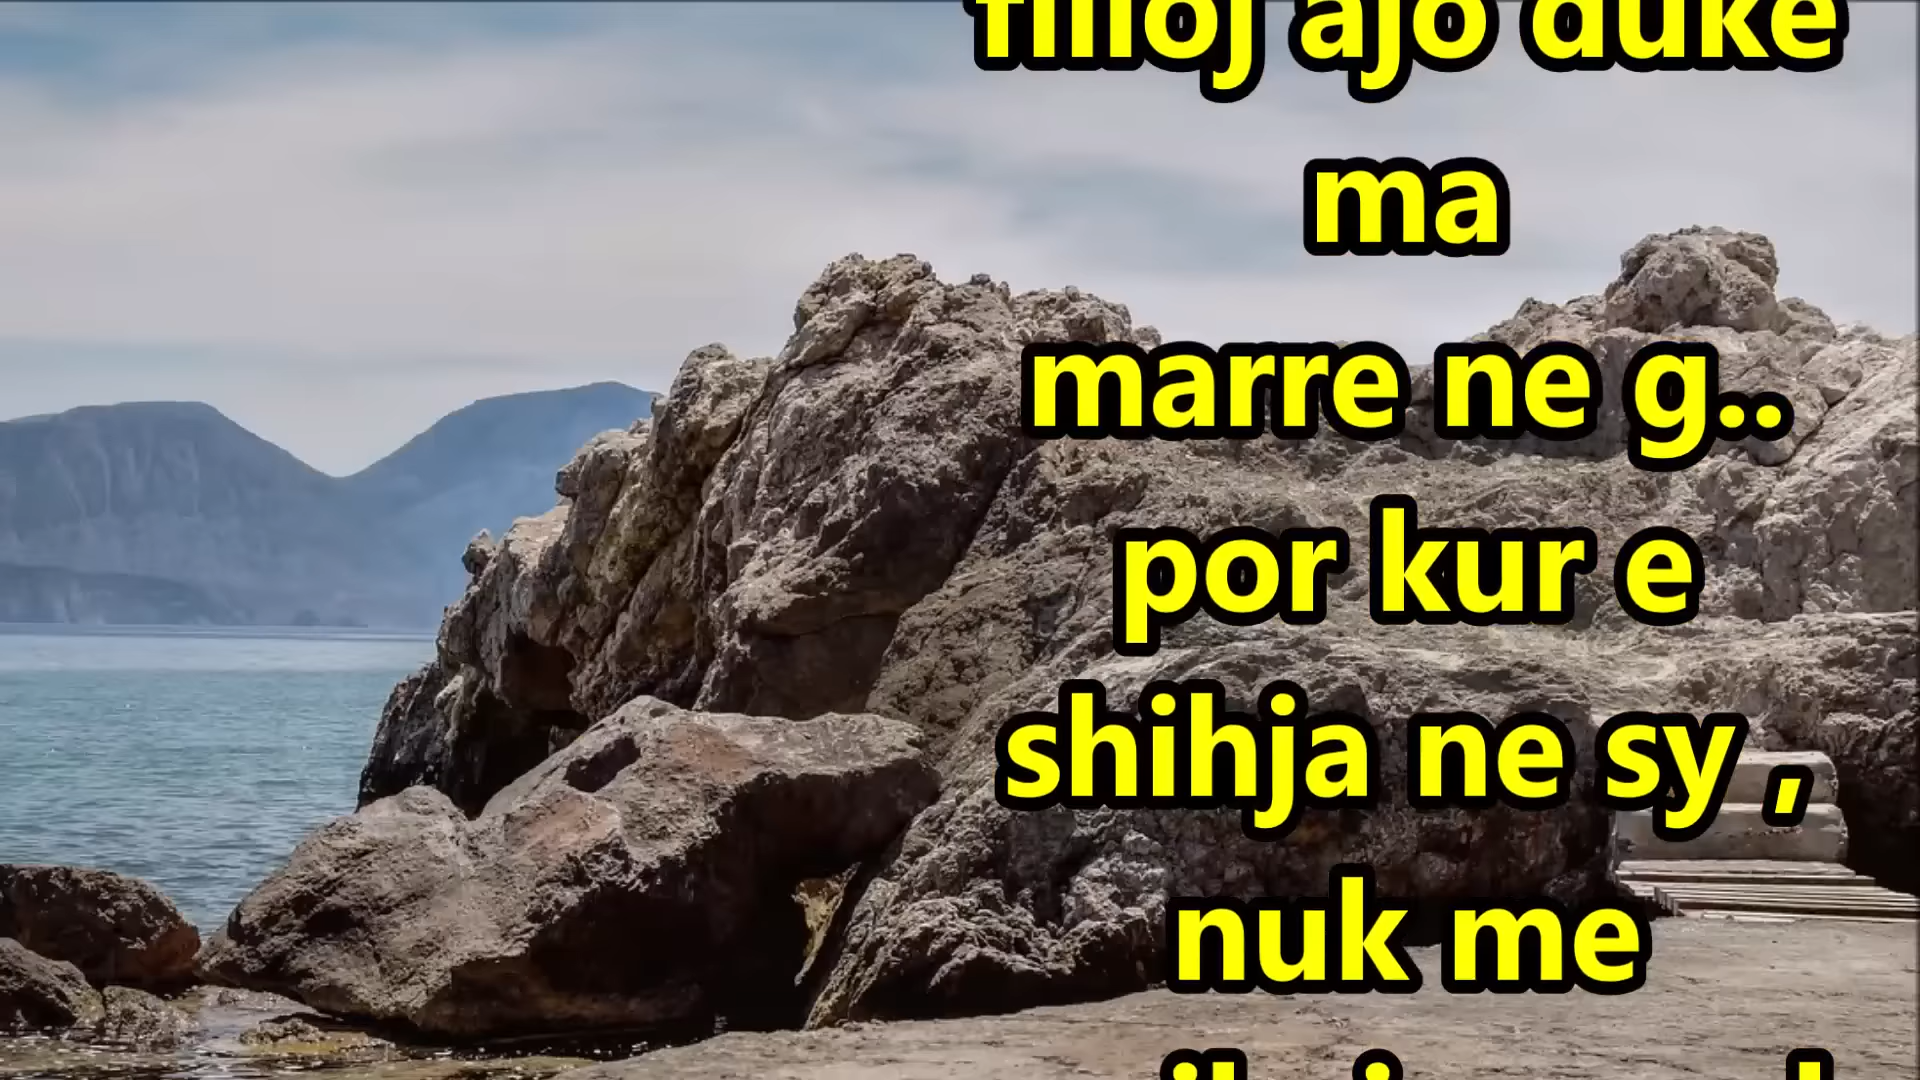 filloj ajo duke
ma
marre ne g..
por kur e
shihja ne sy ,
nuk me